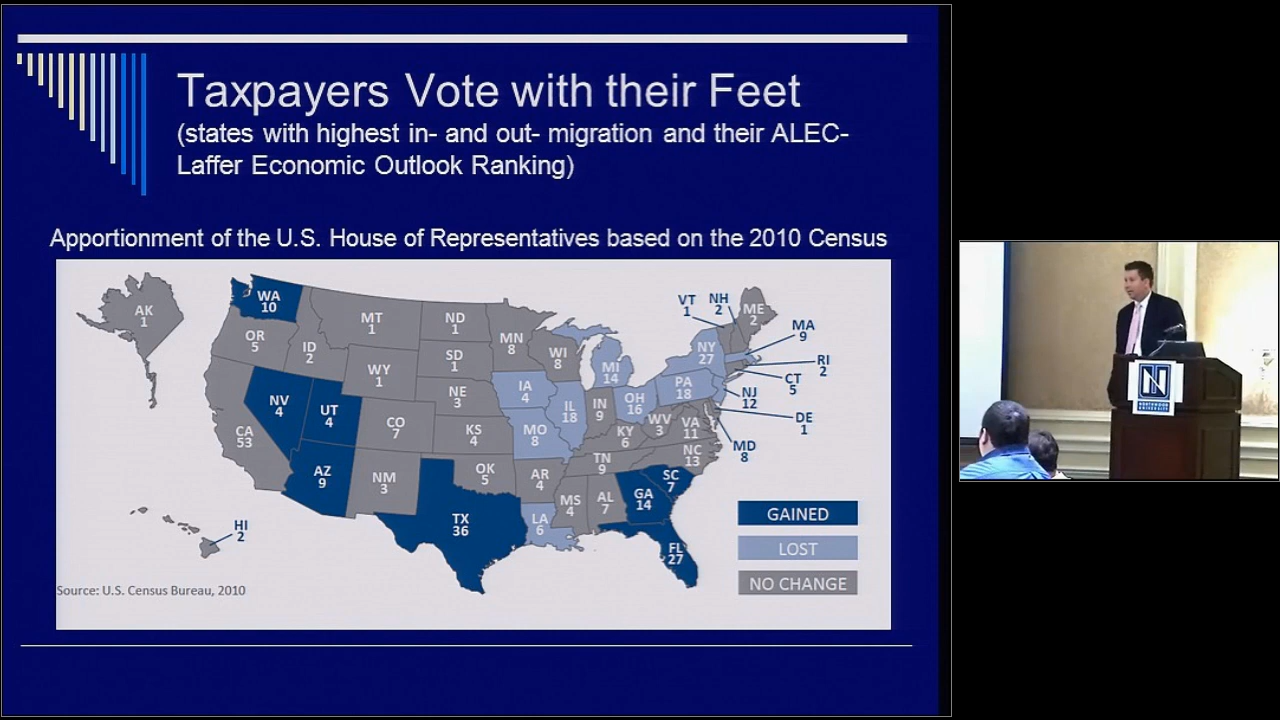 Taxpayers Vote with their Feet
(states with highest in- and out- migration and their ALEC-
Laffer Economic Outlook Ranking)
Apportionment of the U.S. House of Representatives based on the 2010 Census
AK
1
WA
10
OR
5
ID
2
MT
1
ND
1
SD
1
WY
1
NE
3
MN
8
WI
8
VT
1
NH
2
ME
2
MA
9
RI
2
CT
5
NJ
12
DE
1
MD
8
NY
27
PA
18
MI
14
OH
16
IN
9
IL
18
IA
4
MO
8
NV
4
UT
4
CA
53
CO
7
KS
4
KY
6
WV
3
VA
11
NC
13
TN
9
AZ
9
NM
3
OK
5
AR
4
MS
4
AL
7
GA
14
SC
7
TX
36
LA
6
FL
27
HI
2
GAINED
LOST
NO CHANGE
Source: U.S. Census Bureau, 2010
N
NORTHWOOD
UNIVERSITY